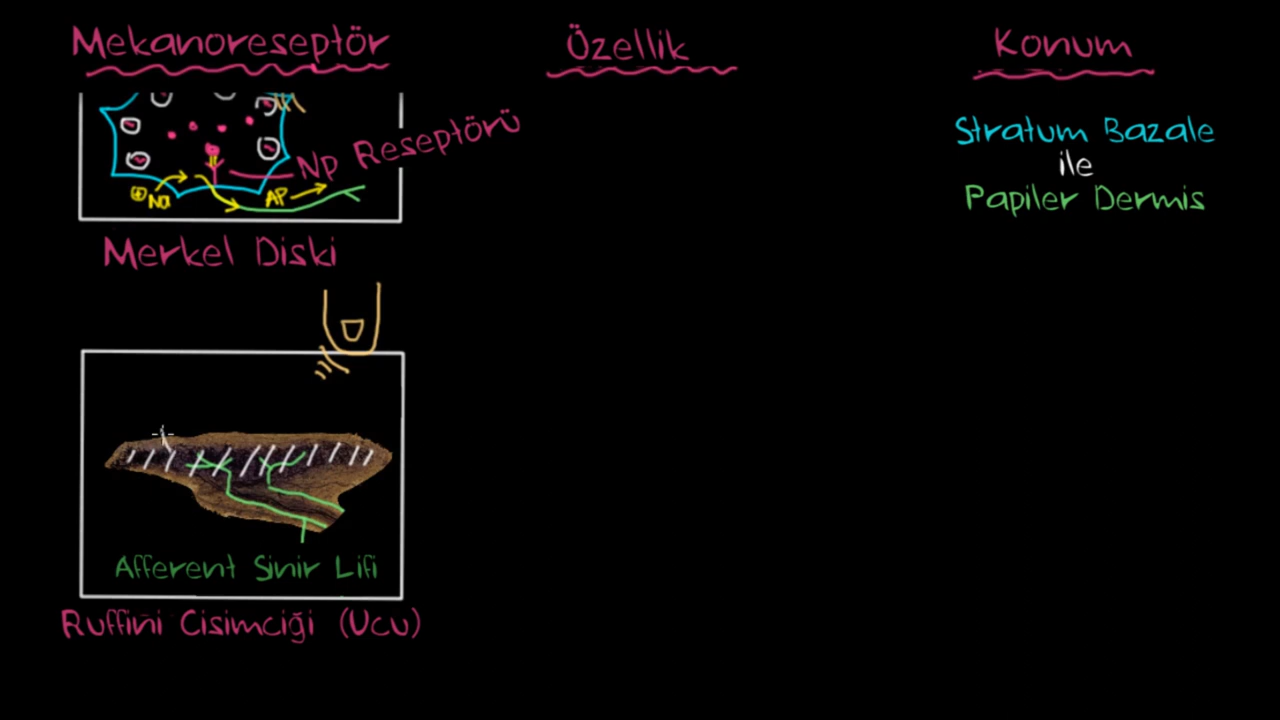 Mekanoreseptör
Özellik
Konum
Np Reseptörü
⊕Na
AP
Merkel Diski
Stratum Bazale
ile
Papiler Dermis
Afferent Sinir Lifi
Ruffini Cisimciği (Ucu)